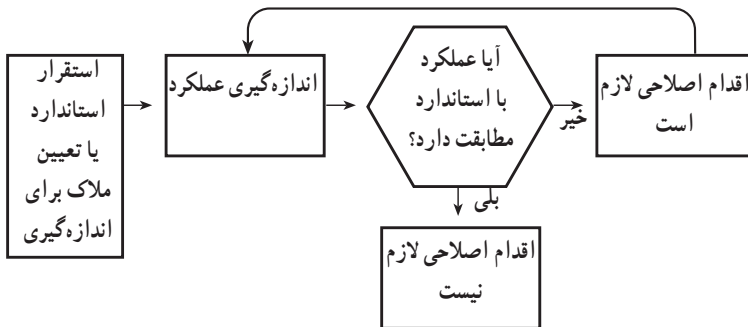 استقرار
استاندارد
یا تعیین
ملاک برای
اندازه‌گیری
اندازه‌گیری عملکرد
آیا عملکرد
با استاندارد
مطابقت دارد؟
خیر
اقدام اصلاحی لازم
است
بلی
اقدام اصلاحی لازم
نیست